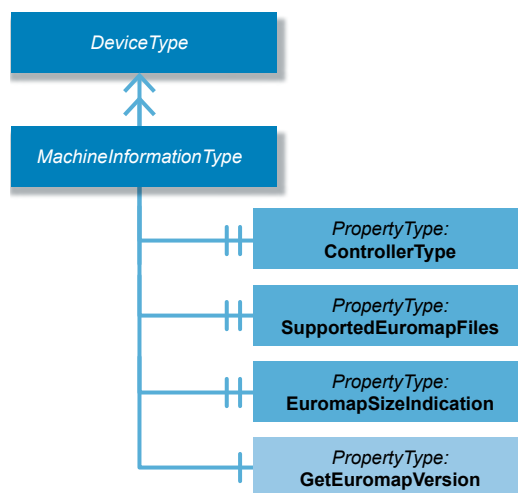 DeviceType
MachineInformationType
PropertyType:
ControllerType
PropertyType:
SupportedEuromapFiles
PropertyType:
EuromapSizeIndication
PropertyType:
GetEuromapVersion